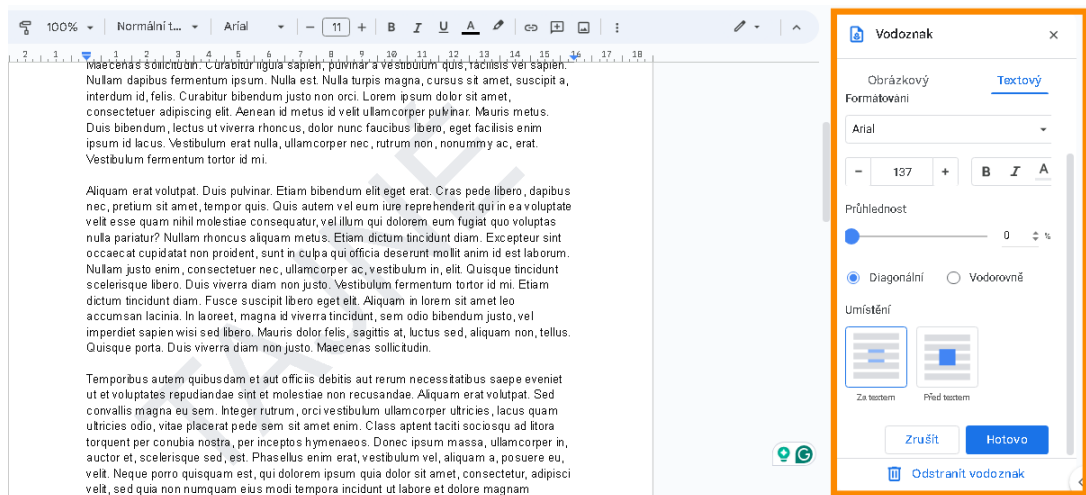 100% Normální t... Arial − 11 + B I U A
2 1 1 2 3 4 5 6 7 8 9 10 11 12 13 14 15 16 17 18
Maecenas sollicitudin. Curabitur ligula sapien, pulvinar a vestibulum quis, facilisis vel sapien.
Nullam dapibus fermentum ipsum. Nulla est. Nulla turpis magna, cursus sit amet, suscipit a,
interdum id, felis. Curabitur bibendum justo non orci. Lorem ipsum dolor sit amet,
consectetuer adipiscing elit. Aenean id metus id velit ullamcorper pulvinar. Mauris metus.
Duis bibendum, lectus ut viverra rhoncus, dolor nunc faucibus libero, eget facilisis enim
ipsum id lacus. Vestibulum erat nulla, ullamcorper nec, rutrum non, nonummy ac, erat.
Vestibulum fermentum tortor id mi.
Aliquam erat volutpat. Duis pulvinar. Etiam bibendum elit eget erat. Cras pede libero, dapibus
nec, pretium sit amet, tempor quis. Quis autem vel eum iure reprehenderit qui in ea voluptate
velit esse quam nihil molestiae consequatur, vel illum qui dolorem eum fugiat quo voluptas
nulla pariatur? Nullam rhoncus aliquam metus. Etiam dictum tincidunt diam. Excepteur sint
occaecat cupidatat non proident, sunt in culpa qui officia deserunt mollit anim id est laborum.
Nullam justo enim, consectetuer nec, ullamcorper ac, vestibulum in, elit. Quisque tincidunt
scelerisque libero. Duis viverra diam non justo. Vestibulum fermentum tortor id mi. Etiam
dictum tincidunt diam. Fusce suscipit libero eget elit. Aliquam in lorem sit amet leo
accumsan lacinia. In laoreet, magna id viverra tincidunt, sem odio bibendum justo, vel
imperdiet sapien wisi sed libero. Mauris dolor felis, sagittis at, luctus sed, aliquam non, tellus.
Quisque porta. Duis viverra diam non justo. Maecenas sollicitudin.
Temporibus autem quibusdam et aut officiis debitis aut rerum necessitatibus saepe eveniet
ut et voluptates repudiandae sint et molestiae non recusandae. Aliquam erat volutpat. Sed
convallis magna eu sem. Integer rutrum, orci vestibulum ullamcorper ultricies, lacus quam
ultricies odio, vitae placerat pede sem sit amet enim. Class aptent taciti sociosqu ad litora
torquent per conubia nostra, per inceptos hymenaeos. Donec ipsum massa, ullamcorper in,
auctor et, scelerisque sed, est. Phasellus enim erat, vestibulum vel, aliquam a, posuere eu,
velit. Neque porro quisquam est, qui dolorem ipsum quia dolor sit amet, consectetur, adipisci
velit, sed quia non numquam eius modi tempora incidunt ut labore et dolore magnam
TAJNÉ
Vodoznak
Obrázkový Textový
Formátování
Arial
− 137 + B I A
Průhlednost
0 %
Diagonální Vodorovně
Umístění
Za textem Před textem
Zrušit Hotovo
Odstranit vodoznak